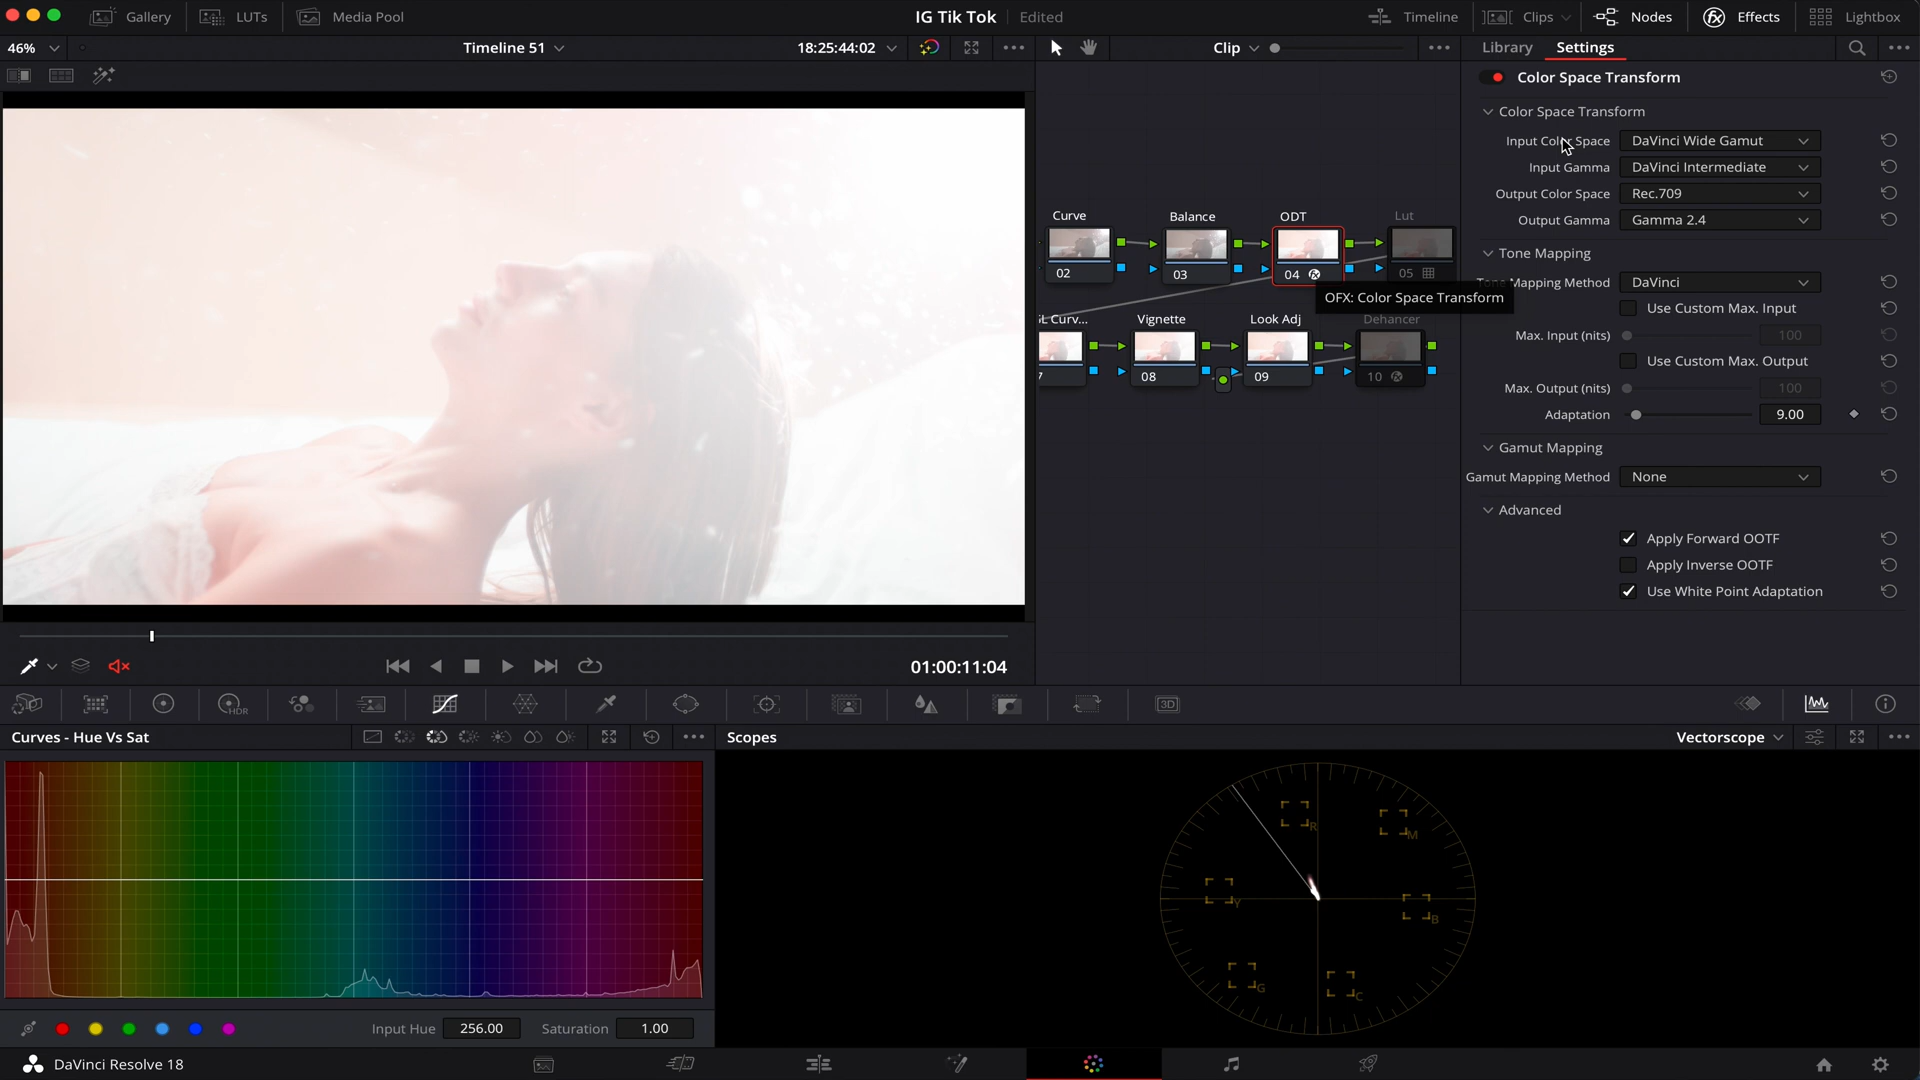 Gallery
LUTs
Media Pool
IG Tik Tok
Edited
Timeline
Clips
Nodes
Effects
Lightbox
46%
Timeline 51
18:25:44:02
Clip
Library
Settings
Color Space Transform
Color Space Transform
Input Color Space
DaVinci Wide Gamut
Input Gamma
DaVinci Intermediate
Output Color Space
Rec.709
Output Gamma
Gamma 2.4
Tone Mapping
Mapping Method
DaVinci
Use Custom Max. Input
Max. Input (nits)
100
Use Custom Max. Output
Max. Output (nits)
100
Adaptation
9.00
Gamut Mapping
Gamut Mapping Method
None
Advanced
Apply Forward OOTF
Apply Inverse OOTF
Use White Point Adaptation
Curve
Balance
ODT
Lut
02
03
04
05
OFX: Color Space Transform
Vignette
Look Adj
Dehancer
7
08
09
10
01:00:11:04
HDR
3D
Curves - Hue Vs Sat
Scopes
Vectorscope
R
M
Y
B
G
C
Input Hue
256.00
Saturation
1.00
DaVinci Resolve 18